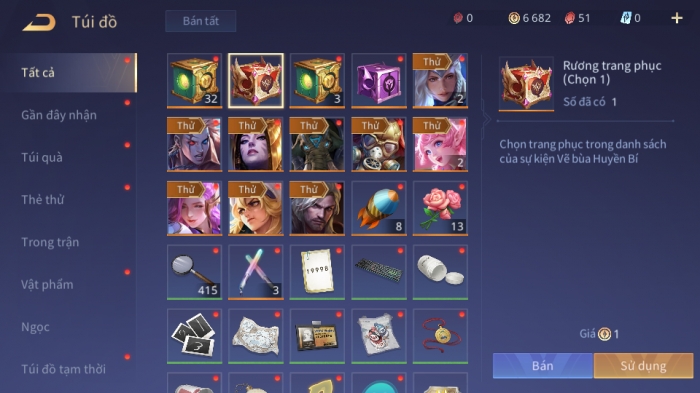 Túi đồ
Bán tất
0
6 682
51
0
Tất cả
Gần đây nhận
Túi quà
Thẻ thử
Trong trận
Vật phẩm
Ngọc
Túi đồ tạm thời
32
3
Thử
2
Thử
Thử
Thử
Thử
Thử
2
Thử
Thử
Thử
8
13
415
3
19998
3
Rương trang phục
(Chọn 1)
Số đã có 1
Chọn trang phục trong danh sách
của sự kiện Vẽ bùa Huyền Bí
Giá 1
Bán
Sử dụng